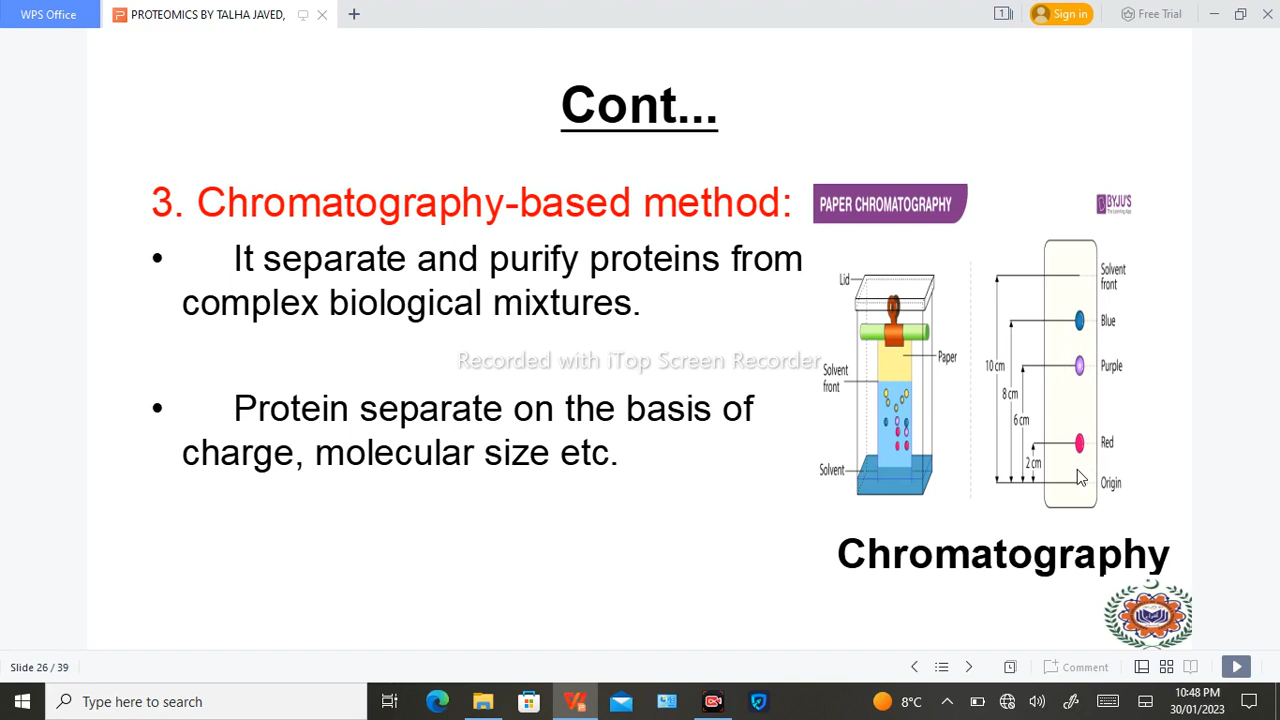 WPS Office
PROTEOMICS BY TALHA JAVED,
1
Sign in
Free Trial
Cont...
3. Chromatography-based method:
• It separate and purify proteins from
complex biological mixtures.
Recorded with iTop Screen Recorder
• Protein separate on the basis of
charge, molecular size etc.
PAPER CHROMATOGRAPHY
BYJU'S
The Learning App
Lid
Paper
Solvent
front
Solvent
Solvent
front
Blue
Purple
Red
Origin
10 cm
8 cm
6 cm
2 cm
Chromatography
Slide 26 / 39
Comment
Type here to search
8°C
10:48 PM
30/01/2023